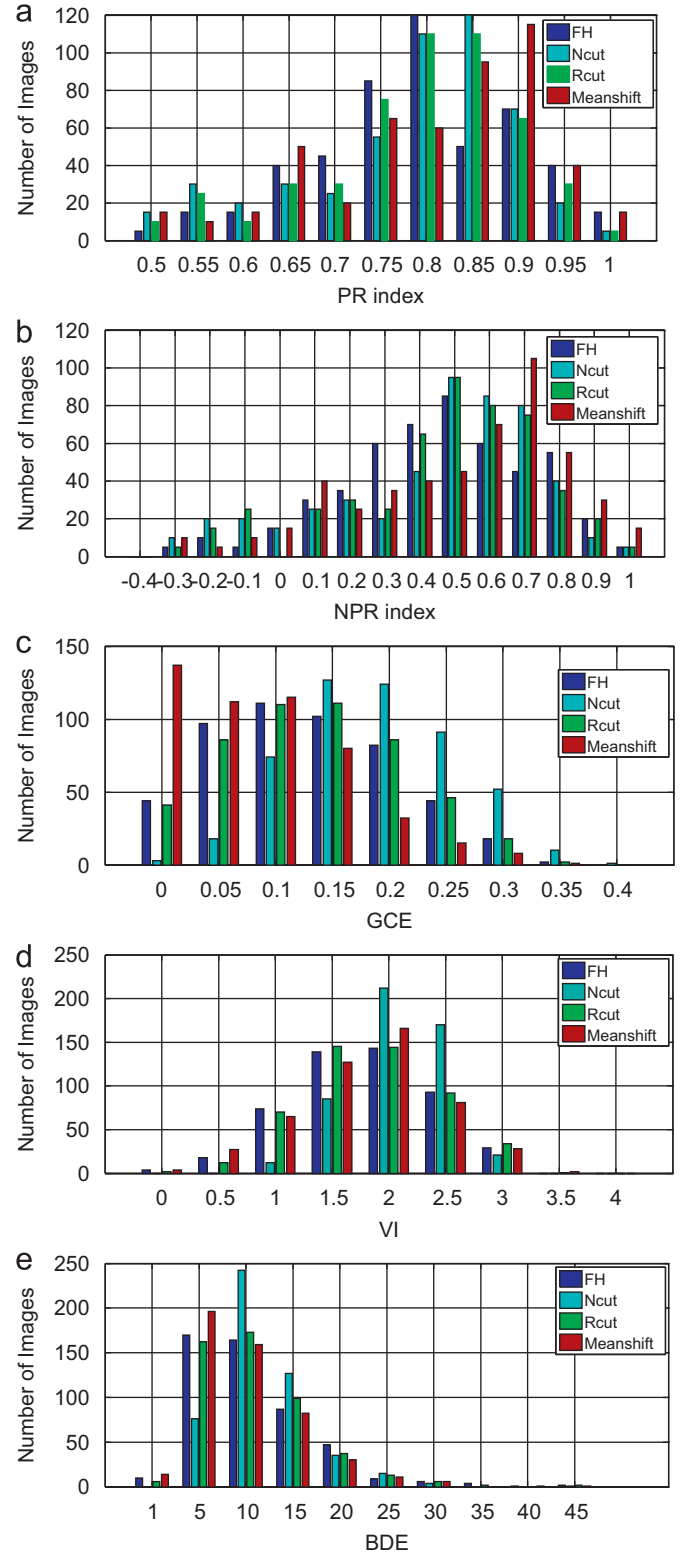 a
120
100
80
60
40
20
0
Number of Images
FH
Ncut
Rcut
Meanshift
0.5 0.55 0.6 0.65 0.7 0.75 0.8 0.85 0.9 0.95 1
PR index
b
120
100
80
60
40
20
0
Number of Images
FH
Ncut
Rcut
Meanshift
-0.4 -0.3 -0.2 -0.1 0 0.1 0.2 0.3 0.4 0.5 0.6 0.7 0.8 0.9 1
NPR index
c
150
100
50
0
Number of Images
FH
Ncut
Rcut
Meanshift
0 0.05 0.1 0.15 0.2 0.25 0.3 0.35 0.4
GCE
d
250
200
150
100
50
0
Number of Images
FH
Ncut
Rcut
Meanshift
0 0.5 1 1.5 2 2.5 3 3.5 4
VI
e
250
200
150
100
50
0
Number of Images
FH
Ncut
Rcut
Meanshift
1 5 10 15 20 25 30 35 40 45
BDE